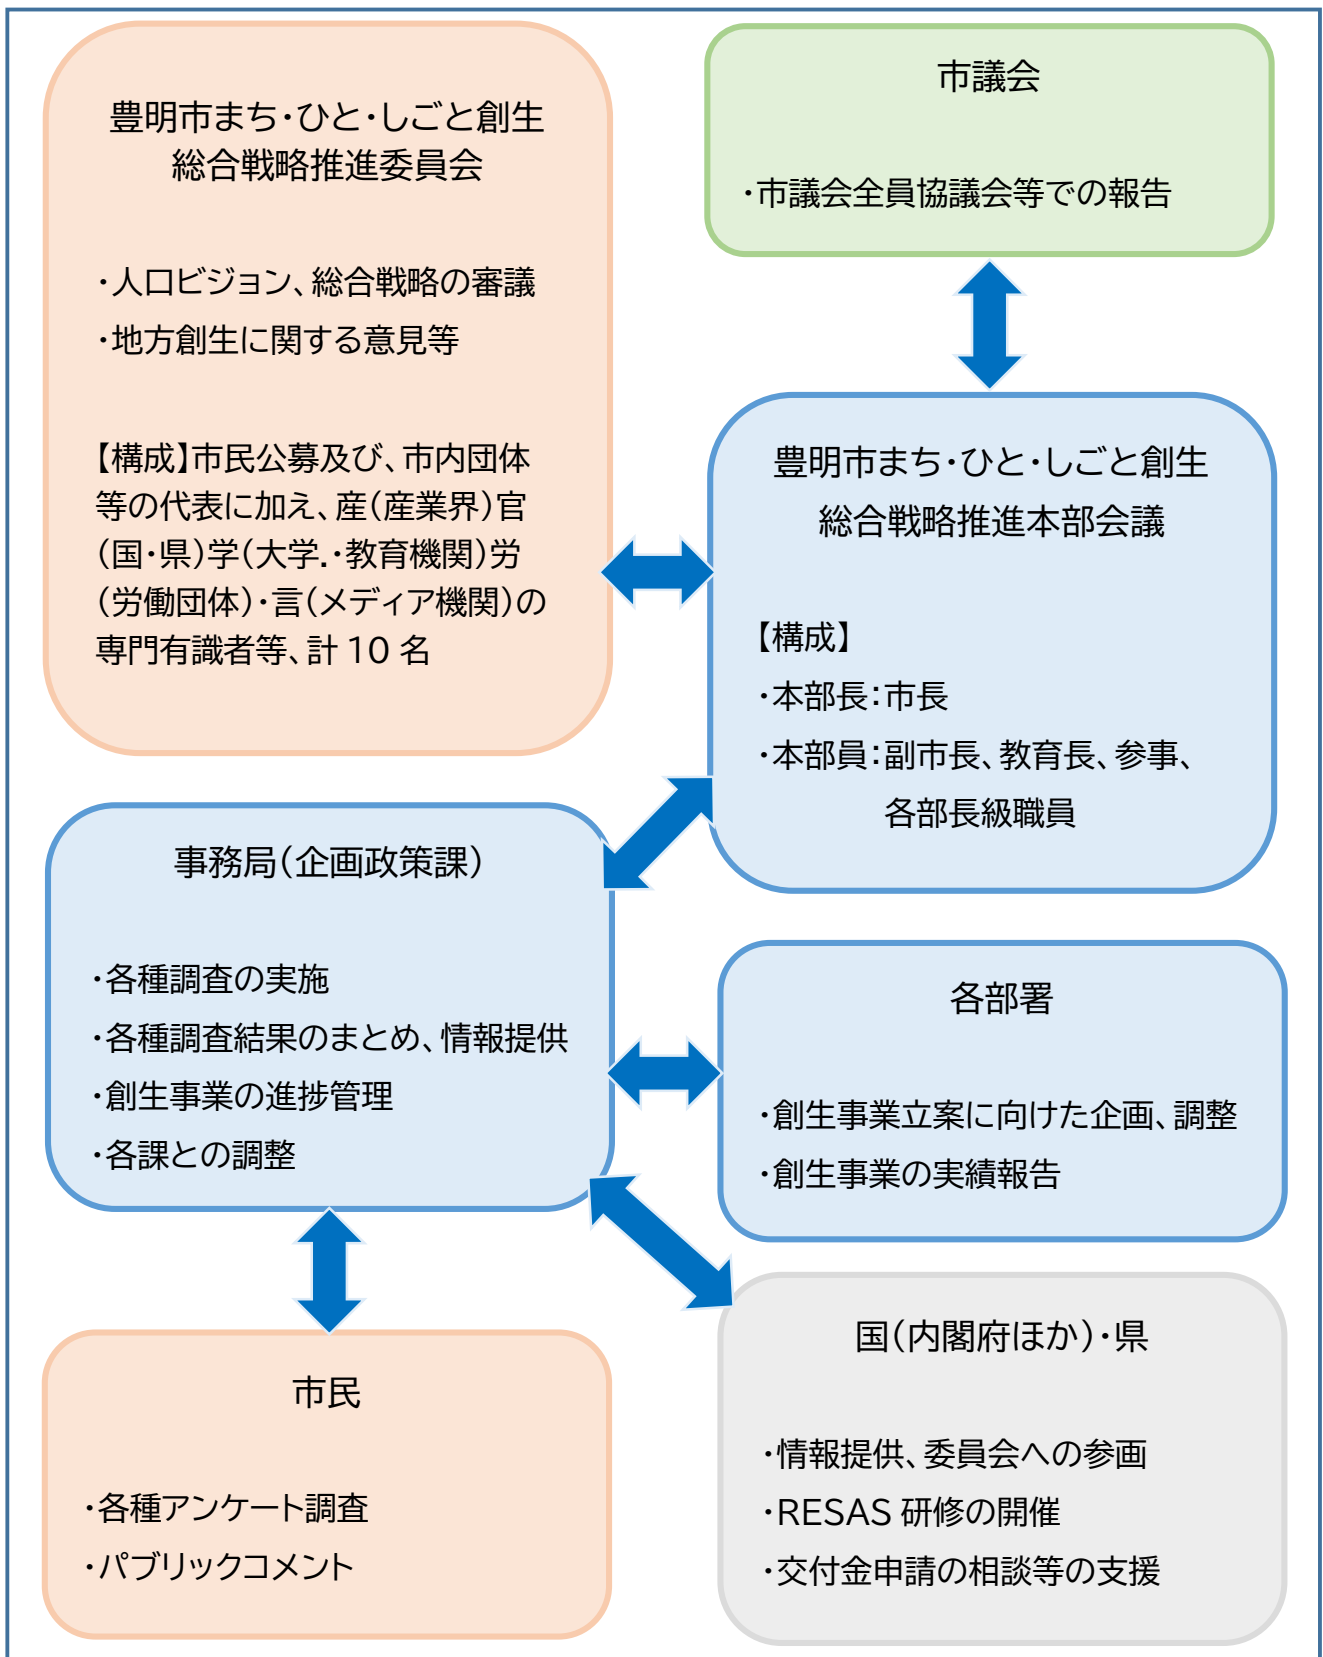 豊明市まち・ひと・しごと創生
総合戦略推進委員会
・人口ビジョン、総合戦略の審議
・地方創生に関する意見等
【構成】市民公募及び、市内団体
等の代表に加え、産（産業界）官
（国・県）学（大学.・教育機関）労
（労働団体）・言（メディア機関）の
専門有識者等、計 10 名
市議会
・市議会全員協議会等での報告
豊明市まち・ひと・しごと創生
総合戦略推進本部会議
【構成】
・本部長：市長
・本部員：副市長、教育長、参事、
各部長級職員
事務局（企画政策課）
・各種調査の実施
・各種調査結果のまとめ、情報提供
・創生事業の進捗管理
・各課との調整
各部署
・創生事業立案に向けた企画、調整
・創生事業の実績報告
市民
・各種アンケート調査
・パブリックコメント
国（内閣府ほか）・県
・情報提供、委員会への参画
・RESAS 研修の開催
・交付金申請の相談等の支援